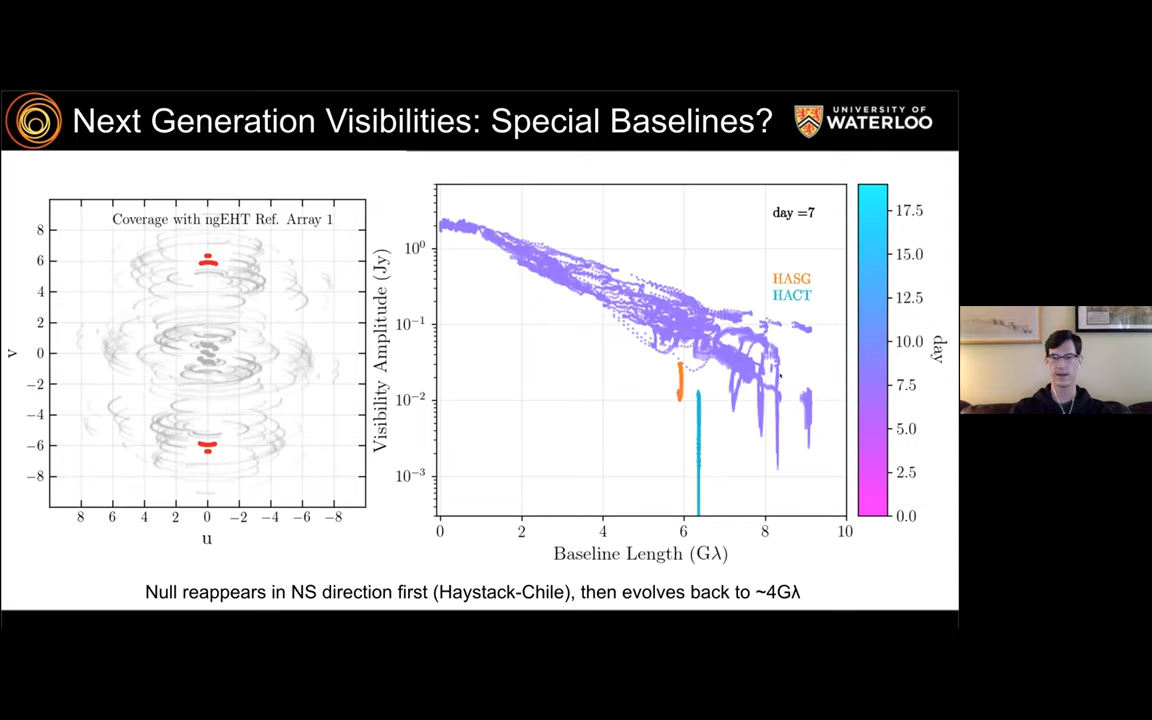 Next Generation Visibilities: Special Baselines?
UNIVERSITY OF
WATERLOO
Coverage with ngEHT Ref. Array 1
8
6
4
2
0
−2
−4
−6
−8
v
8 6 4 2 0 −2 −4 −6 −8
u
Visibility Amplitude (Jy)
10⁰
10⁻¹
10⁻²
10⁻³
day =7
HASG
HACT
0 2 4 6 8 10
Baseline Length (Gλ)
17.5
15.0
12.5
10.0
7.5
5.0
2.5
0.0
day
Null reappears in NS direction first (Haystack-Chile), then evolves back to ~4Gλ